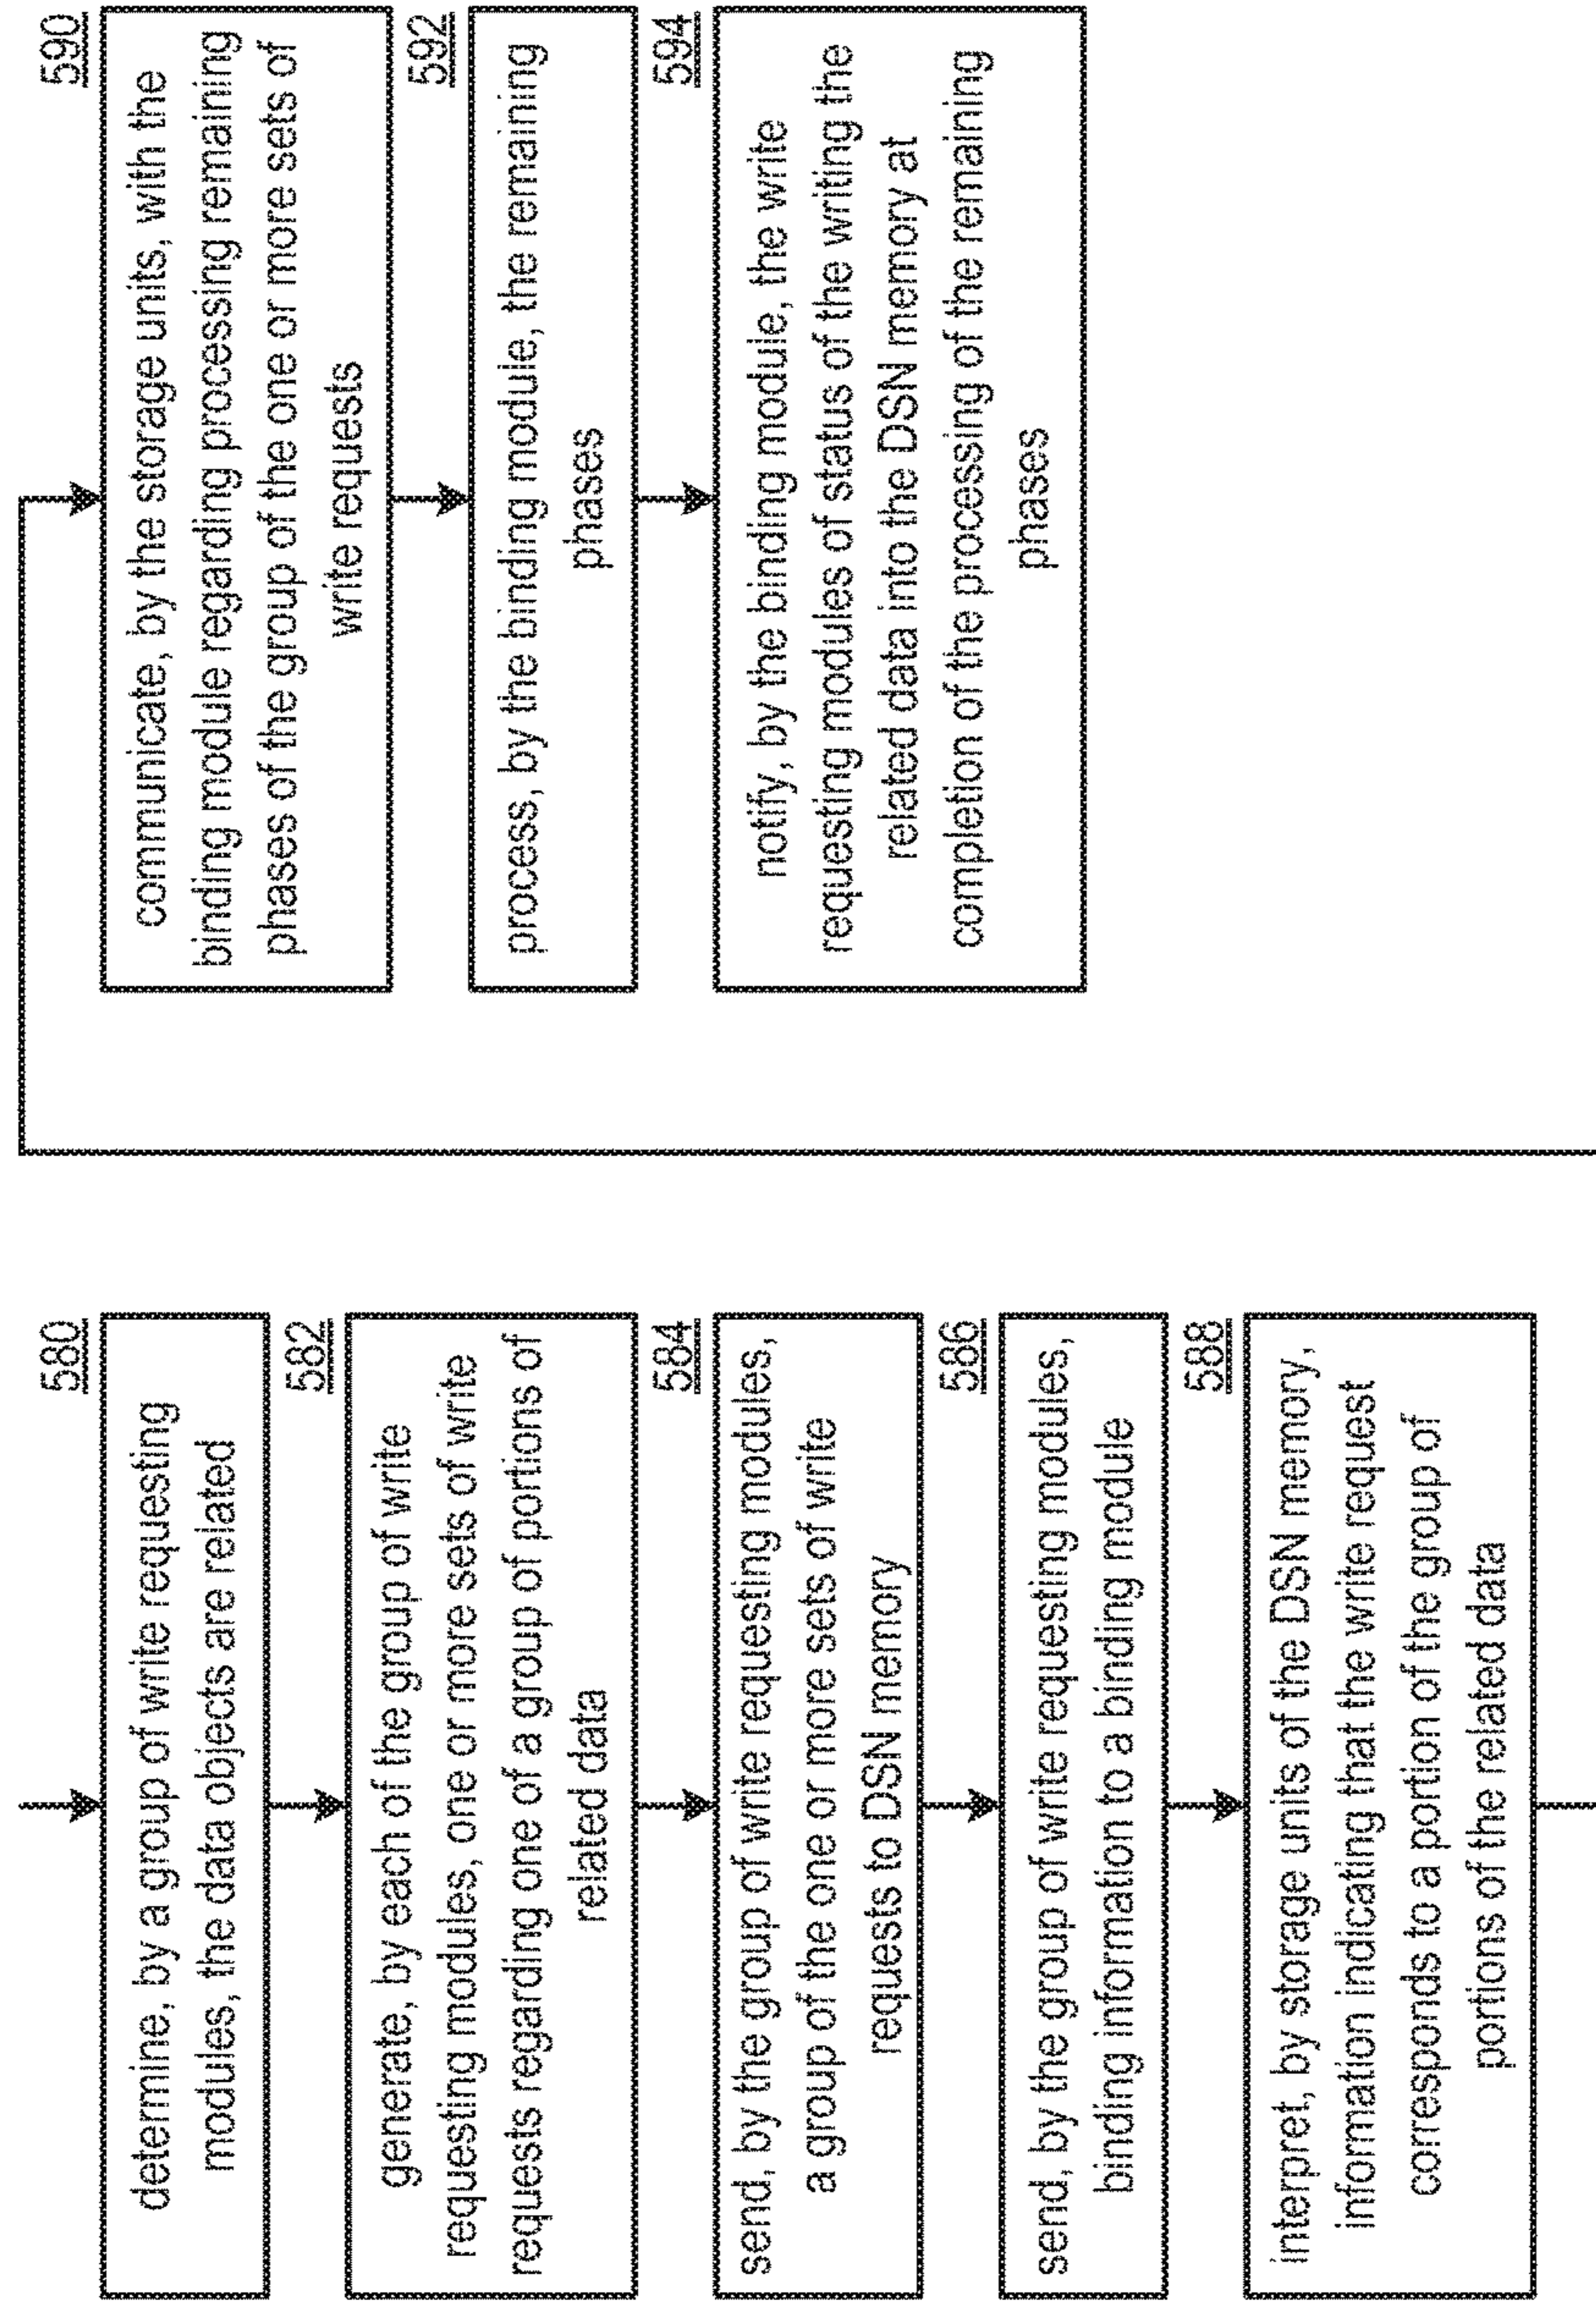 580
determine, by a group of write requesting
modules, the data objects are related
582
generate, by each of the group of write
requesting modules, one or more sets of write
requests regarding one of a group of portions of
related data
584
send, by the group of write requesting modules,
a group of the one or more sets of write
requests to DSN memory
586
send, by the group of write requesting modules,
binding information to a binding module
588
interpret, by storage units of the DSN memory,
information indicating that the write request
corresponds to a portion of the group of
portions of the related data
590
communicate, by the storage units, with the
binding module regarding processing remaining
phases of the group of the one or more sets of
write requests
592
process, by the binding module, the remaining
phases
594
notify, by the binding module, the write
requesting modules of status of the writing the
related data into the DSN memory at
completion of the processing of the remaining
phases